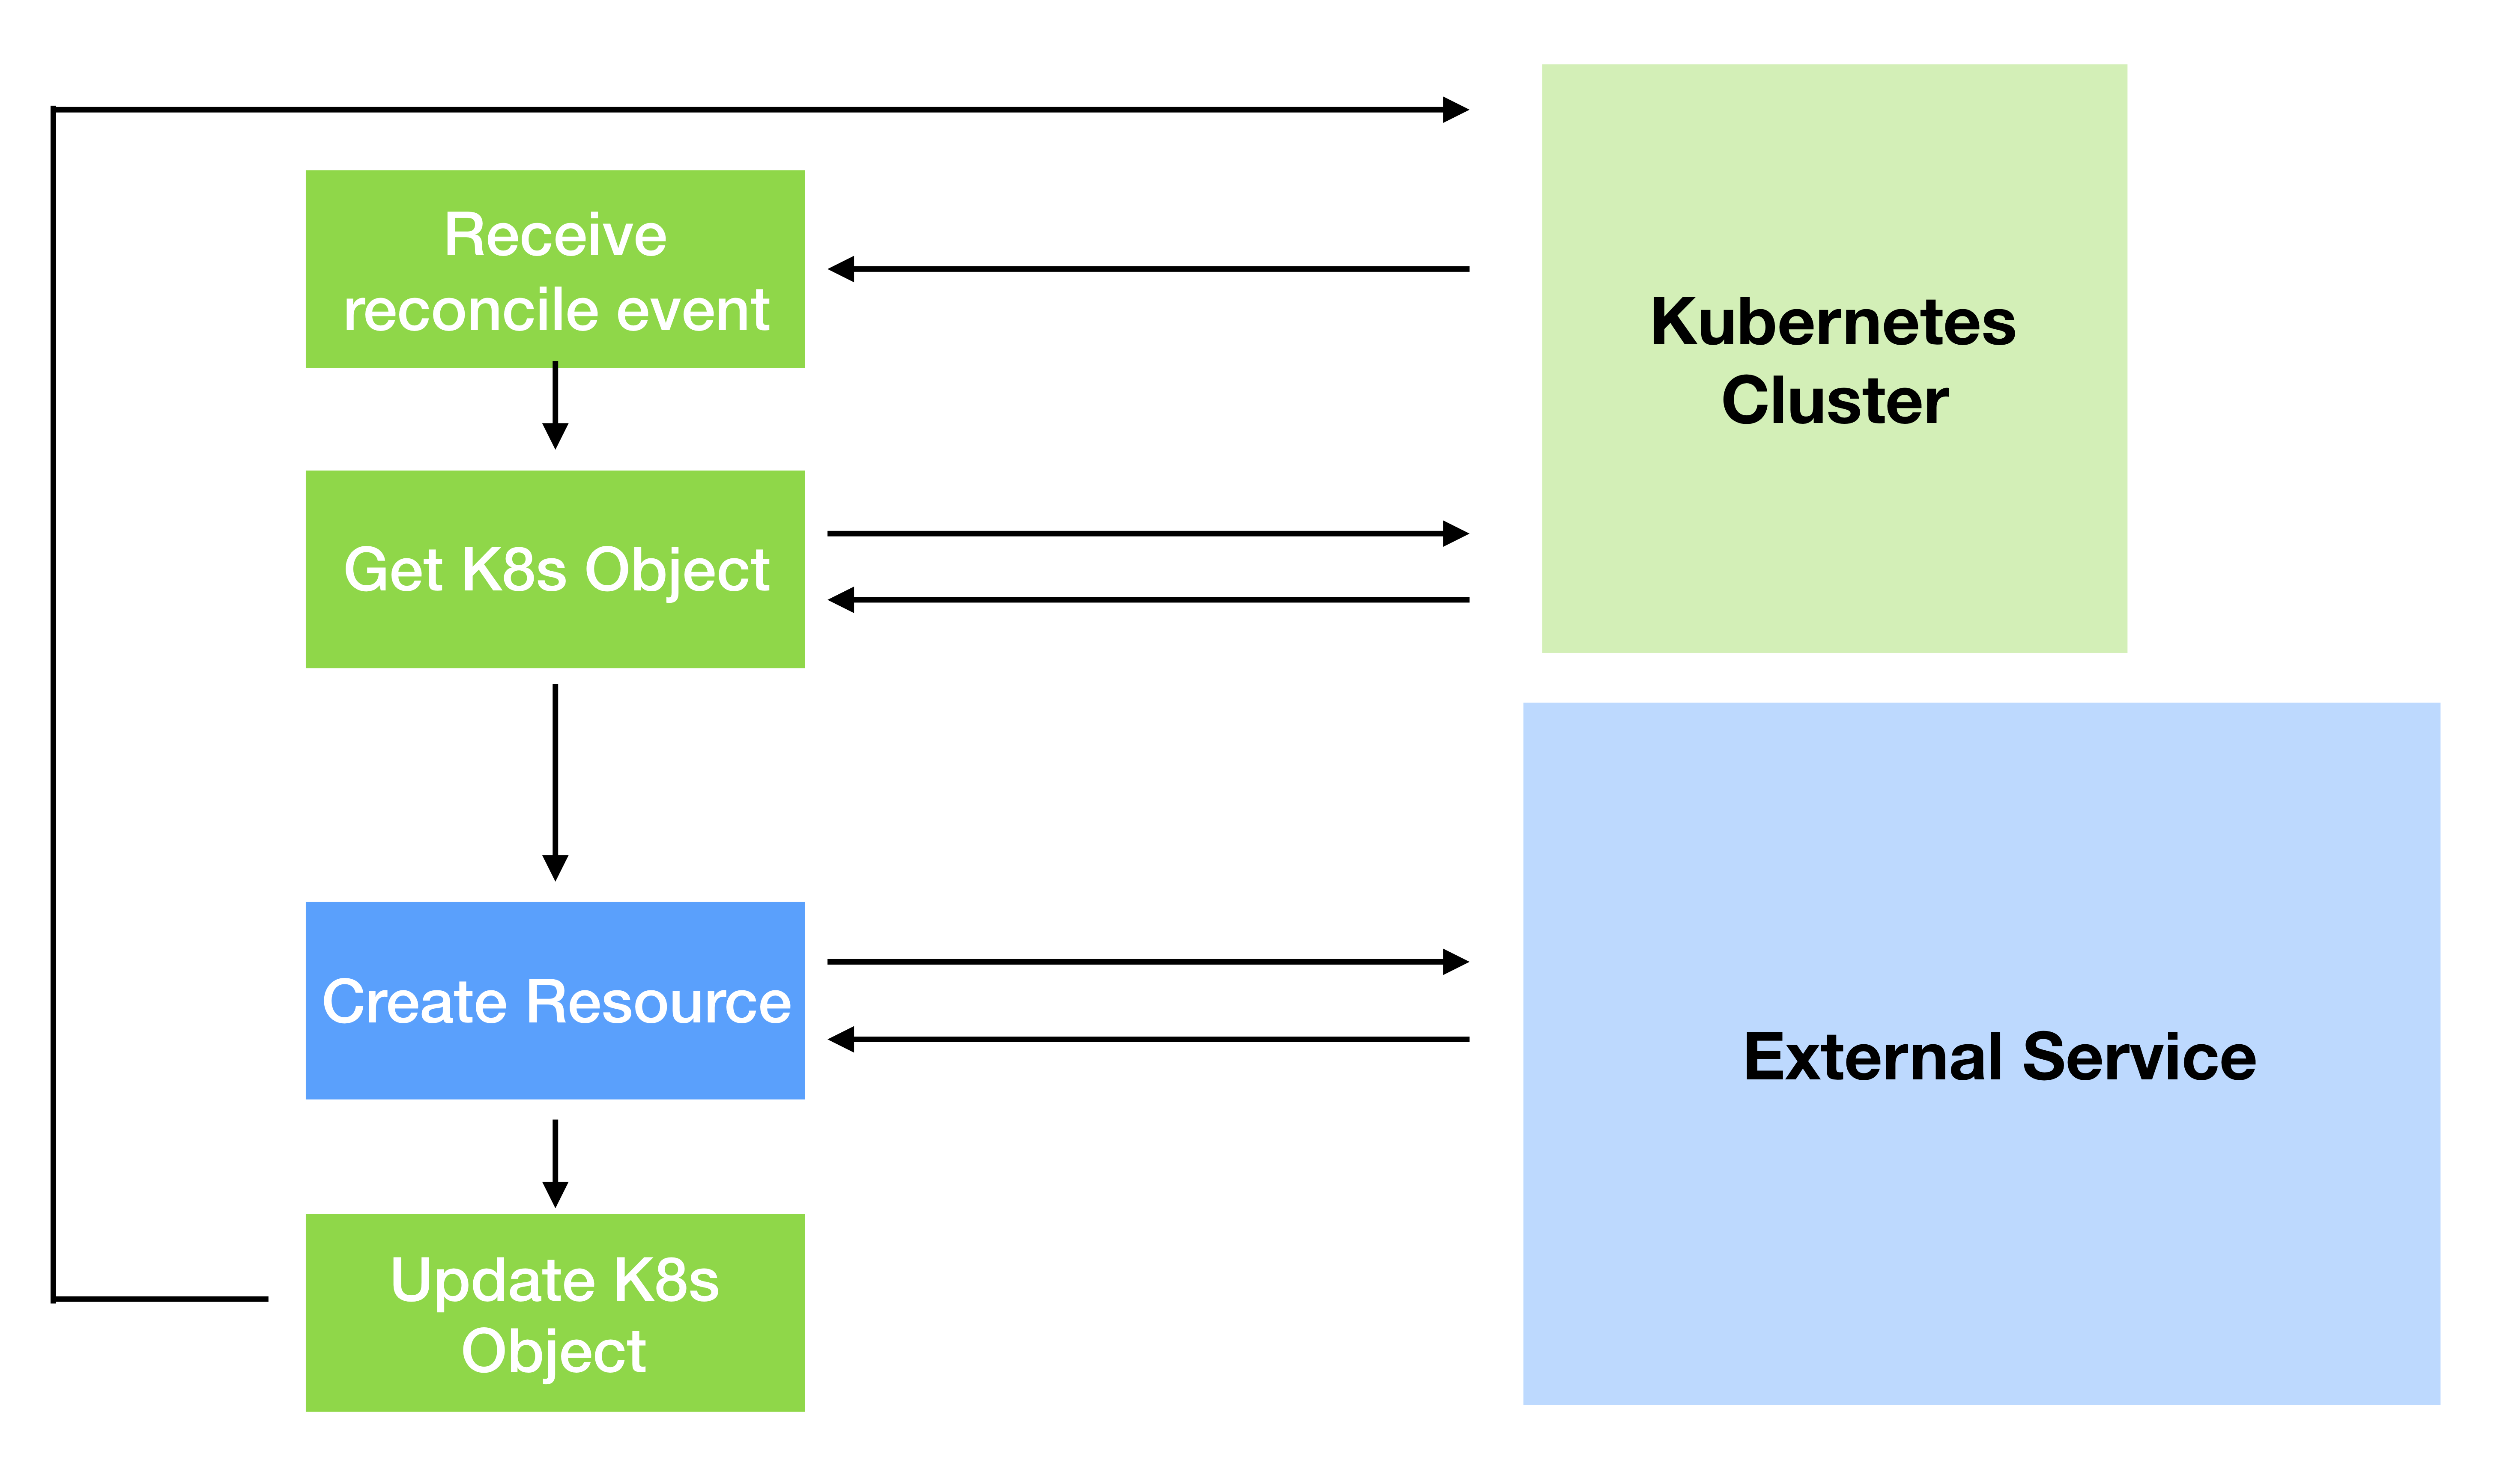 Receive
reconcile event
Kubernetes
Cluster
Get K8s Object
Create Resource
External Service
Update K8s
Object